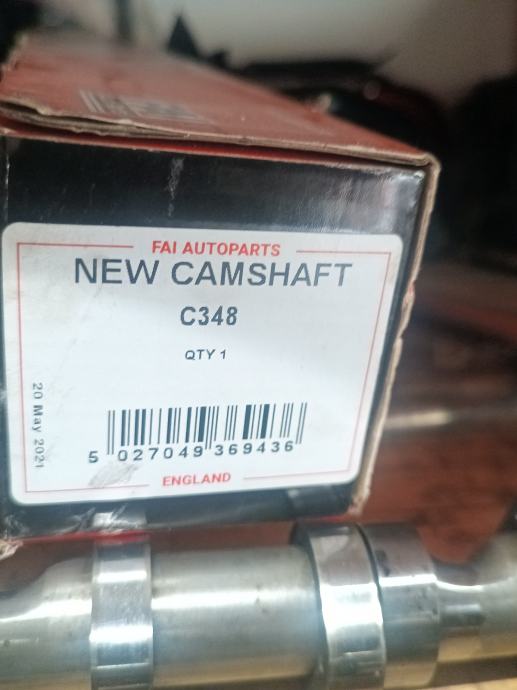 FAI AUTOPARTS
NEW CAMSHAFT
C348
QTY 1
20 May 2021
5 027049 369436
ENGLAND